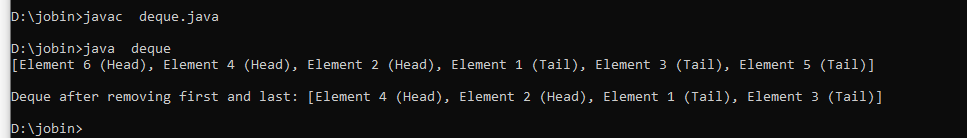 D:\jobin>javac  deque.java
D:\jobin>java  deque
[Element 6 (Head), Element 4 (Head), Element 2 (Head), Element 1 (Tail), Element 3 (Tail), Element 5 (Tail)]
Deque after removing first and last: [Element 4 (Head), Element 2 (Head), Element 1 (Tail), Element 3 (Tail)]
D:\jobin>